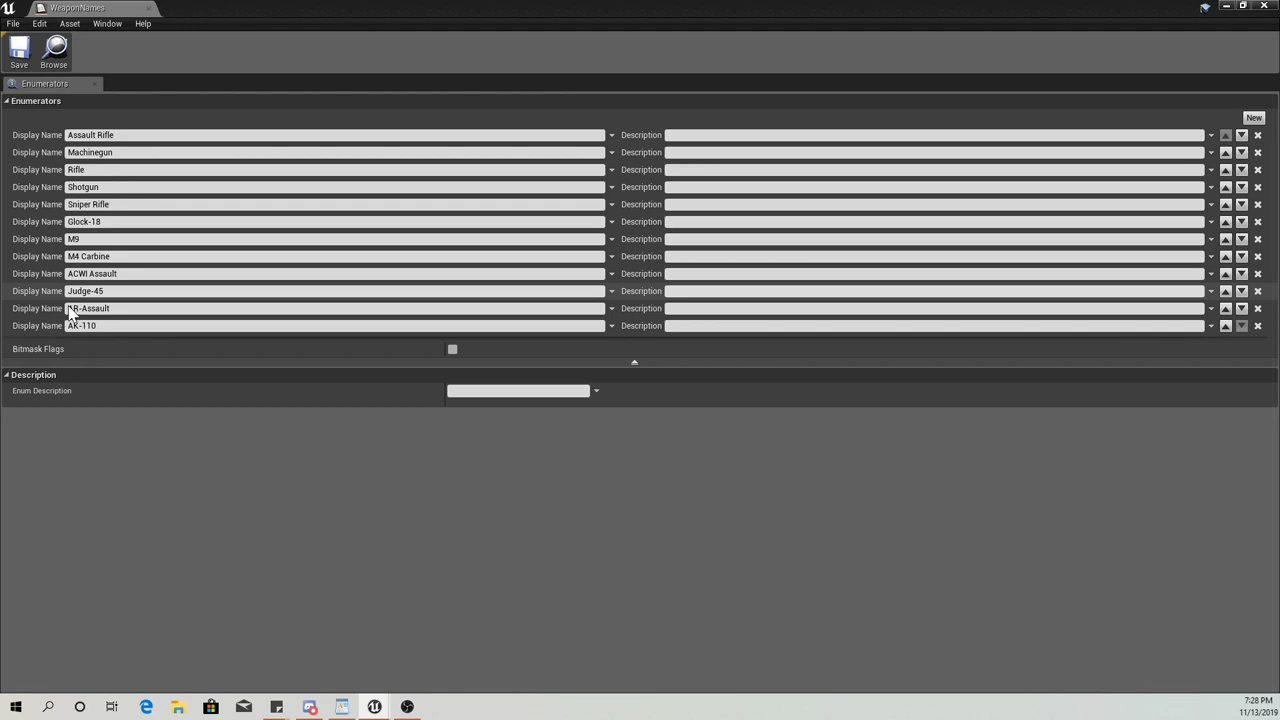 WeaponNames
File Edit Asset Window Help
Save Browse
Enumerators
Enumerators
New
Display Name Assault Rifle Description
Display Name Machinegun Description
Display Name Rifle Description
Display Name Shotgun Description
Display Name Sniper Rifle Description
Display Name Glock-18 Description
Display Name M9 Description
Display Name M4 Carbine Description
Display Name ACWI Assault Description
Display Name Judge-45 Description
Display Name AR-Assault Description
Display Name AK-110 Description
Bitmask Flags
Description
Enum Description
7:28 PM
11/13/2019